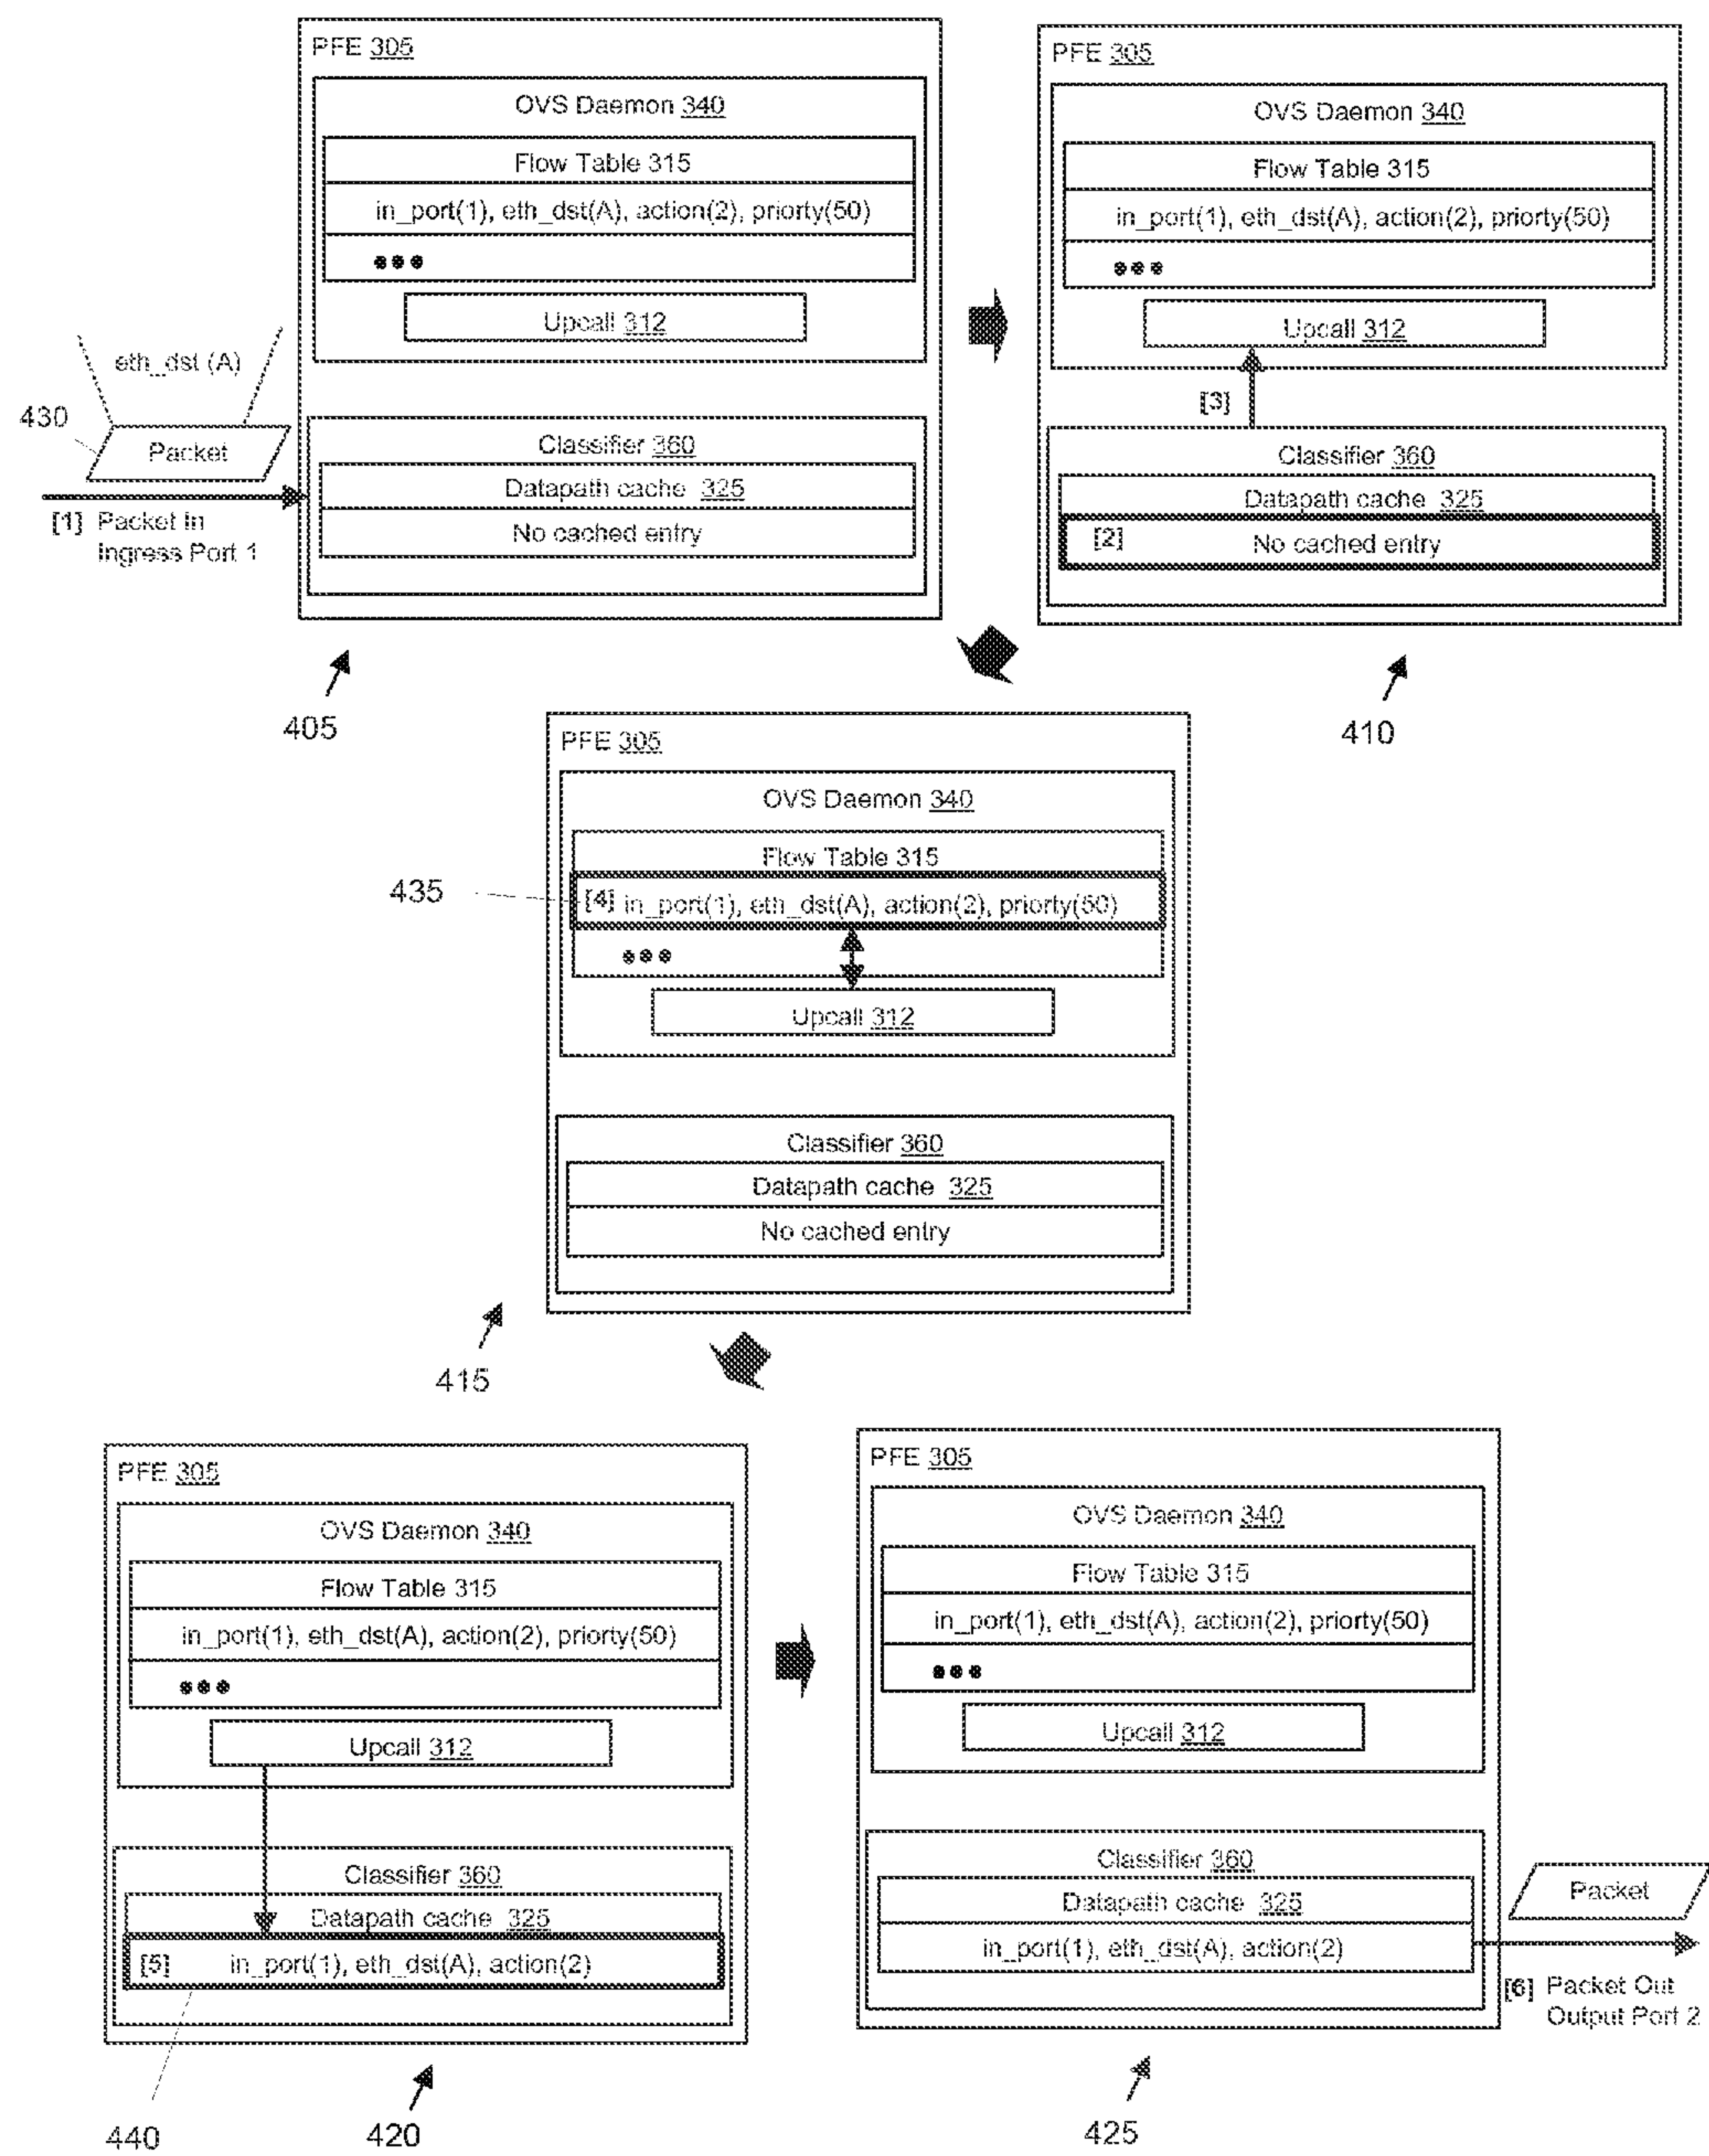 PFE 305
OVS Daemon 340
Flow Table 315
in_port(1), eth_dst(A), action(2), priorty(50)
●●●
Upcall 312
eth_dst (A)
430
Packet
[1] Packet In
Ingress Port 1
Classifier 360
Datapath cache 325
No cached entry
405
PFE 305
OVS Daemon 340
Flow Table 315
in_port(1), eth_dst(A), action(2), priorty(50)
●●●
Upcall 312
[3]
Classifier 360
Datapath cache 325
[2] No cached entry
410
PFE 305
OVS Daemon 340
Flow Table 315
435
[4] in_port(1), eth_dst(A), action(2), priorty(50)
●●●
Upcall 312
Classifier 360
Datapath cache 325
No cached entry
415
PFE 305
OVS Daemon 340
Flow Table 315
in_port(1), eth_dst(A), action(2), priorty(50)
●●●
Upcall 312
Classifier 360
Datapath cache 325
[5] in_port(1), eth_dst(A), action(2)
440
420
PFE 305
OVS Daemon 340
Flow Table 315
in_port(1), eth_dst(A), action(2), priorty(50)
●●●
Upcall 312
Classifier 360
Datapath cache 325
in_port(1), eth_dst(A), action(2)
Packet
[6] Packet Out
Output Port 2
425